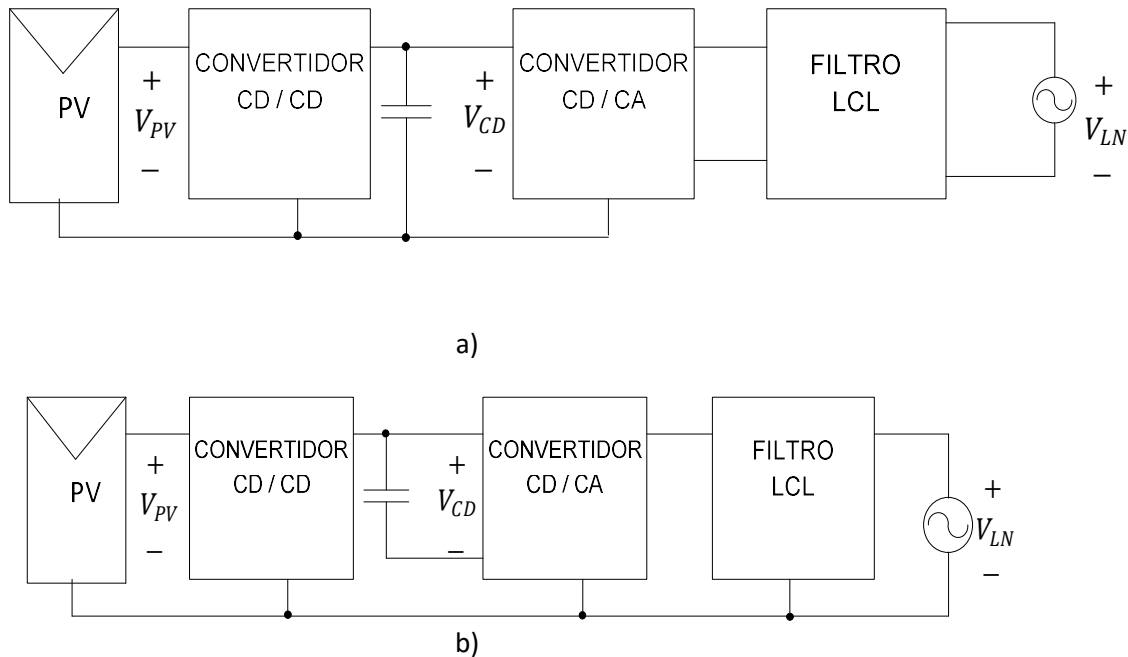 PV
+
V_PV
−
CONVERTIDOR
CD / CD
+
V_CD
−
CONVERTIDOR
CD / CA
FILTRO
LCL
+
V_LN
−
a)
PV
+
V_PV
−
CONVERTIDOR
CD / CD
+
V_CD
−
CONVERTIDOR
CD / CA
FILTRO
LCL
+
V_LN
−
b)